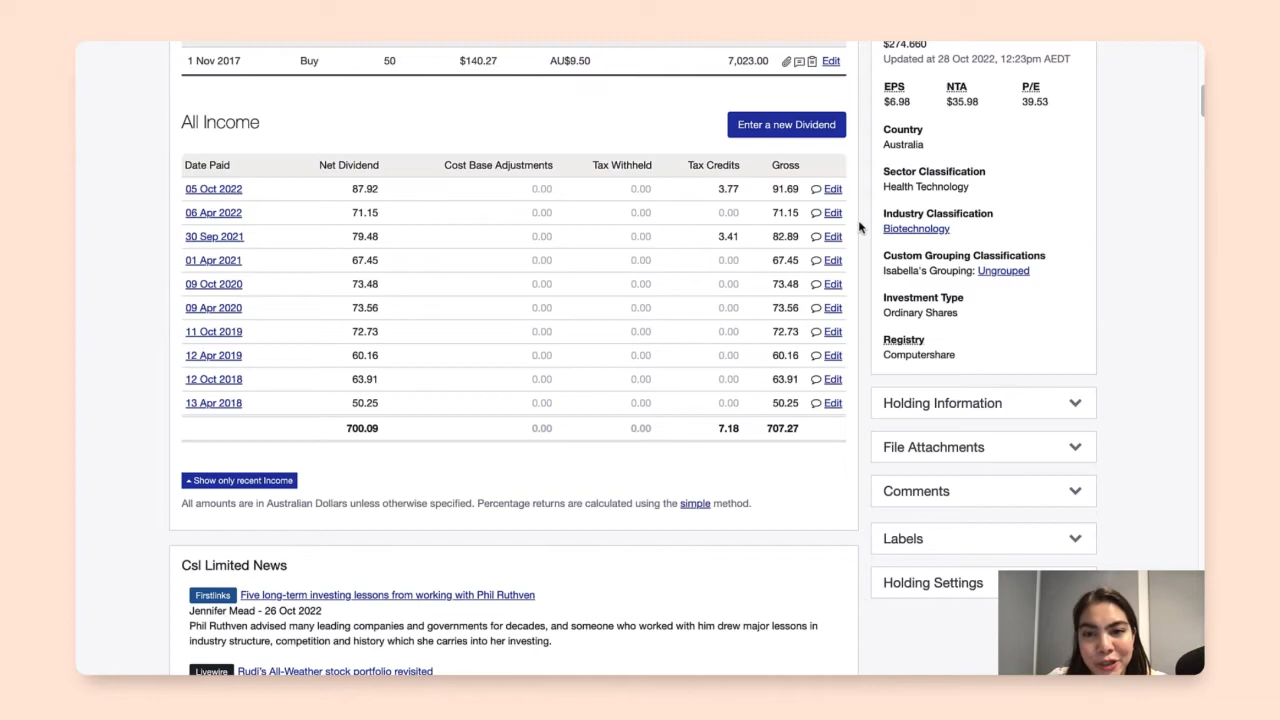 1 Nov 2017 Buy 50 $140.27 AU$9.50 7,023.00 Edit
All Income
Enter a new Dividend
Date Paid Net Dividend Cost Base Adjustments Tax Withheld Tax Credits Gross
05 Oct 2022 87.92 0.00 0.00 3.77 91.69 Edit
06 Apr 2022 71.15 0.00 0.00 0.00 71.15 Edit
30 Sep 2021 79.48 0.00 0.00 3.41 82.89 Edit
01 Apr 2021 67.45 0.00 0.00 0.00 67.45 Edit
09 Oct 2020 73.48 0.00 0.00 0.00 73.48 Edit
09 Apr 2020 73.56 0.00 0.00 0.00 73.56 Edit
11 Oct 2019 72.73 0.00 0.00 0.00 72.73 Edit
12 Apr 2019 60.16 0.00 0.00 0.00 60.16 Edit
12 Oct 2018 63.91 0.00 0.00 0.00 63.91 Edit
13 Apr 2018 50.25 0.00 0.00 0.00 50.25 Edit
700.09 0.00 0.00 7.18 707.27
Show only recent Income
All amounts are in Australian Dollars unless otherwise specified. Percentage returns are calculated using the simple method.
Csl Limited News
Firstlinks Five long-term investing lessons from working with Phil Ruthven
Jennifer Mead - 26 Oct 2022
Phil Ruthven advised many leading companies and governments for decades, and someone who worked with him drew major lessons in
industry structure, competition and history which she carries into her investing.
Livewire Rudi's All-Weather stock portfolio revisited
$274.660
Updated at 28 Oct 2022, 12:23pm AEDT
EPS NTA P/E
$6.98 $35.98 39.53
Country
Australia
Sector Classification
Health Technology
Industry Classification
Biotechnology
Custom Grouping Classifications
Isabella's Grouping: Ungrouped
Investment Type
Ordinary Shares
Registry
Computershare
Holding Information
File Attachments
Comments
Labels
Holding Settings